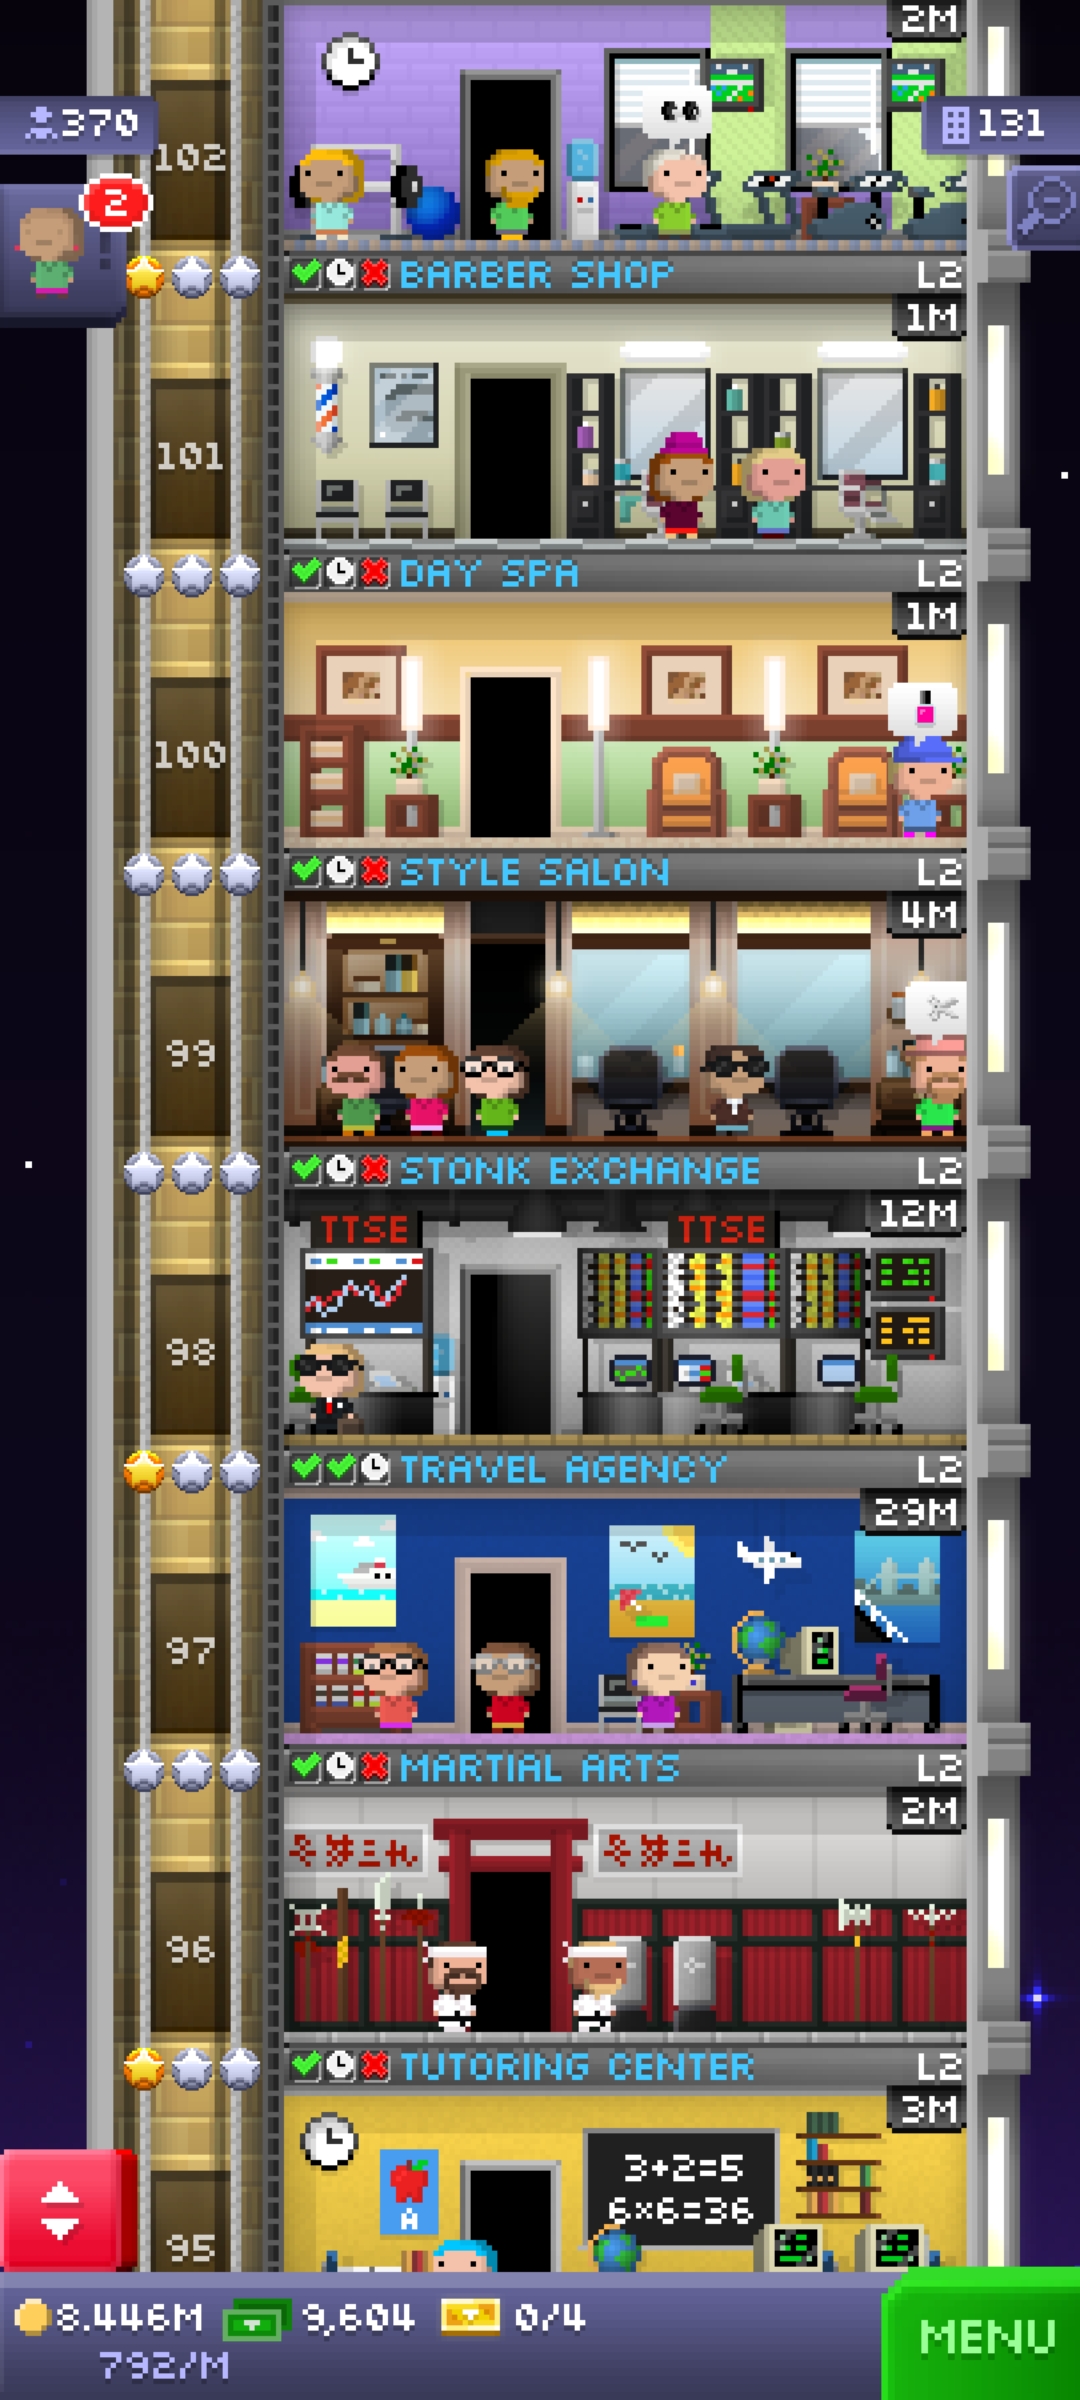 2M
370
131
102
2
BARBER SHOP L2
1M
101
DAY SPA L2
1M
100
STYLE SALON L2
4M
99
STONK EXCHANGE L2
12M
TTSE TTSE
98
TRAVEL AGENCY L2
29M
97
MARTIAL ARTS L2
2M
96
TUTORING CENTER L2
3M
3+2=5
6×6=36
A
95
8.446M 9,604 0/4
792/M
MENU